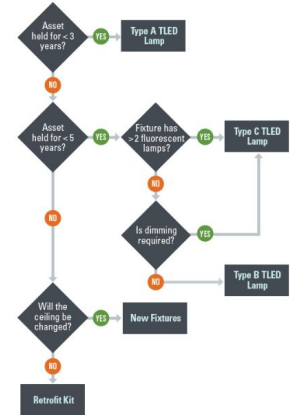 Asset
held for < 3
years?
YES
Type A TLED
Lamp
NO
Asset
held for < 5
years?
YES
Fixture has
>2 fluorescent
lamps?
YES
Type C TLED
Lamp
NO
Is dimming
required?
YES
NO
NO
Type B TLED
Lamp
Will the
ceiling be
changed?
YES
New Fixtures
NO
Retrofit Kit